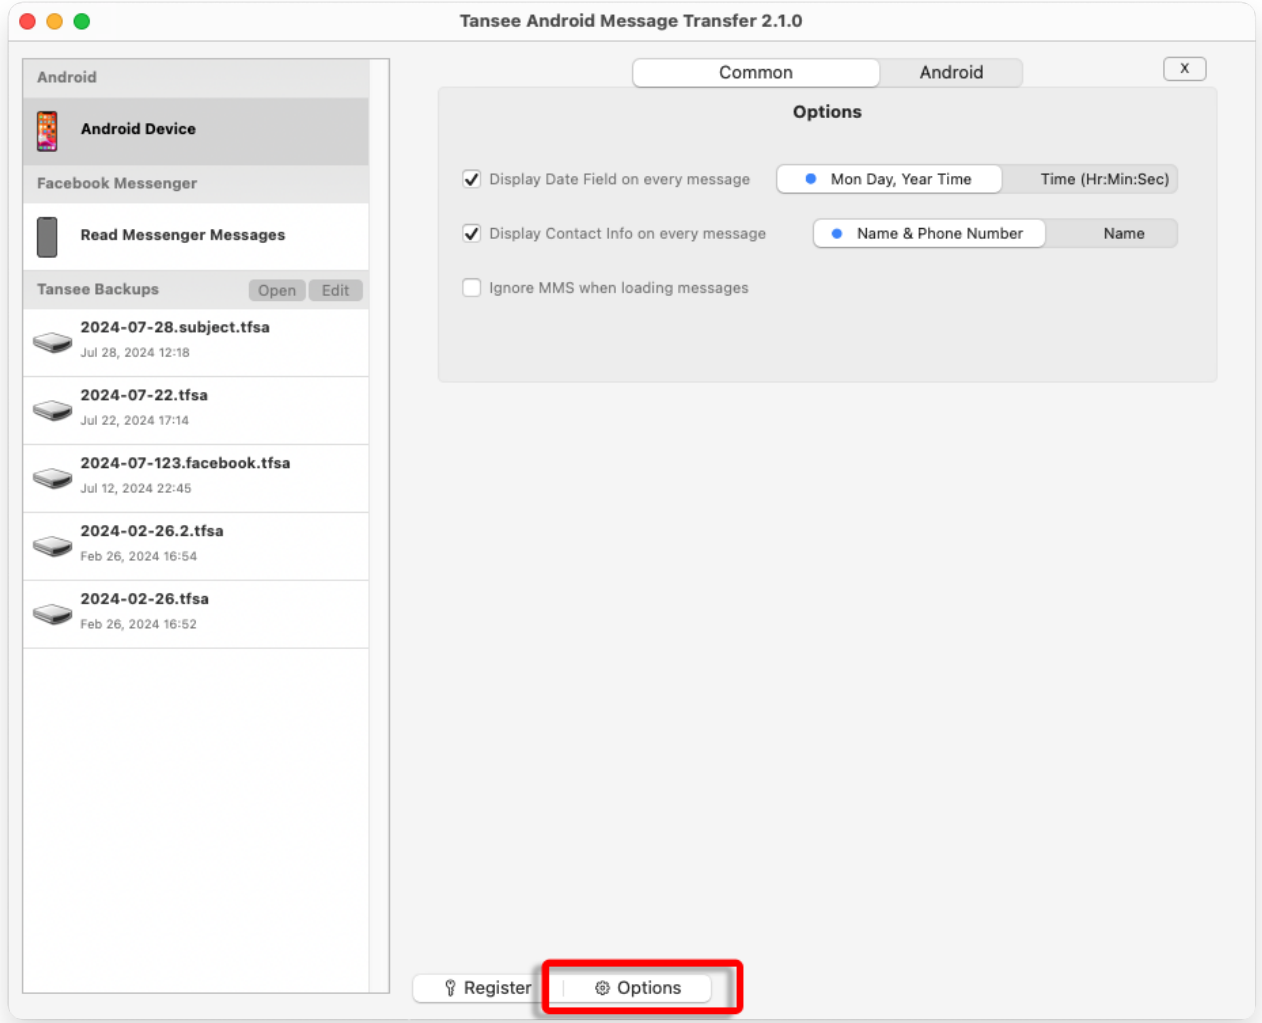 Tansee Android Message Transfer 2.1.0
Android
Android Device
Facebook Messenger
Read Messenger Messages
Tansee Backups Open Edit
2024-07-28.subject.tfsa
Jul 28, 2024 12:18
2024-07-22.tfsa
Jul 22, 2024 17:14
2024-07-123.facebook.tfsa
Jul 12, 2024 22:45
2024-02-26.2.tfsa
Feb 26, 2024 16:54
2024-02-26.tfsa
Feb 26, 2024 16:52
Common Android X
Options
Display Date Field on every message Mon Day, Year Time Time (Hr:Min:Sec)
Display Contact Info on every message Name & Phone Number Name
Ignore MMS when loading messages
Register Options